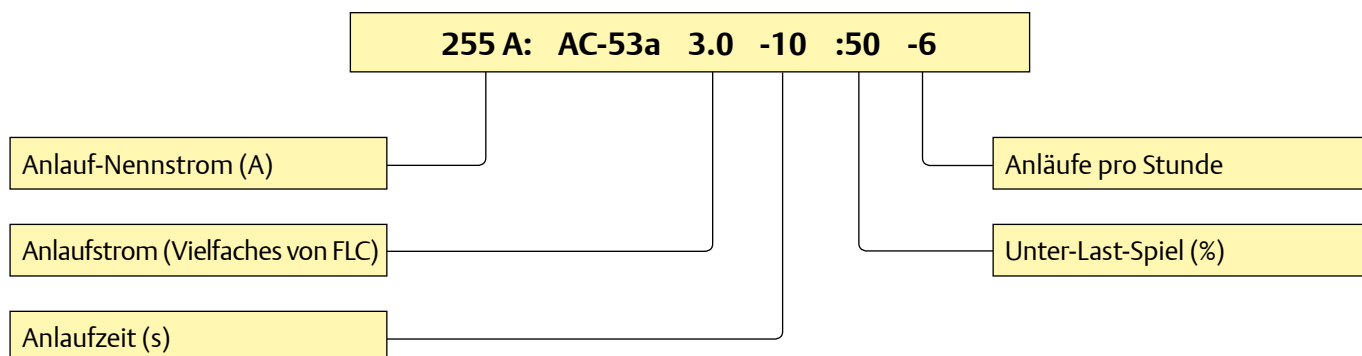 255 A: AC-53a 3.0 -10 :50 -6
Anlauf-Nennstrom (A)
Anläufe pro Stunde
Anlaufstrom (Vielfaches von FLC)
Unter-Last-Spiel (%)
Anlaufzeit (s)